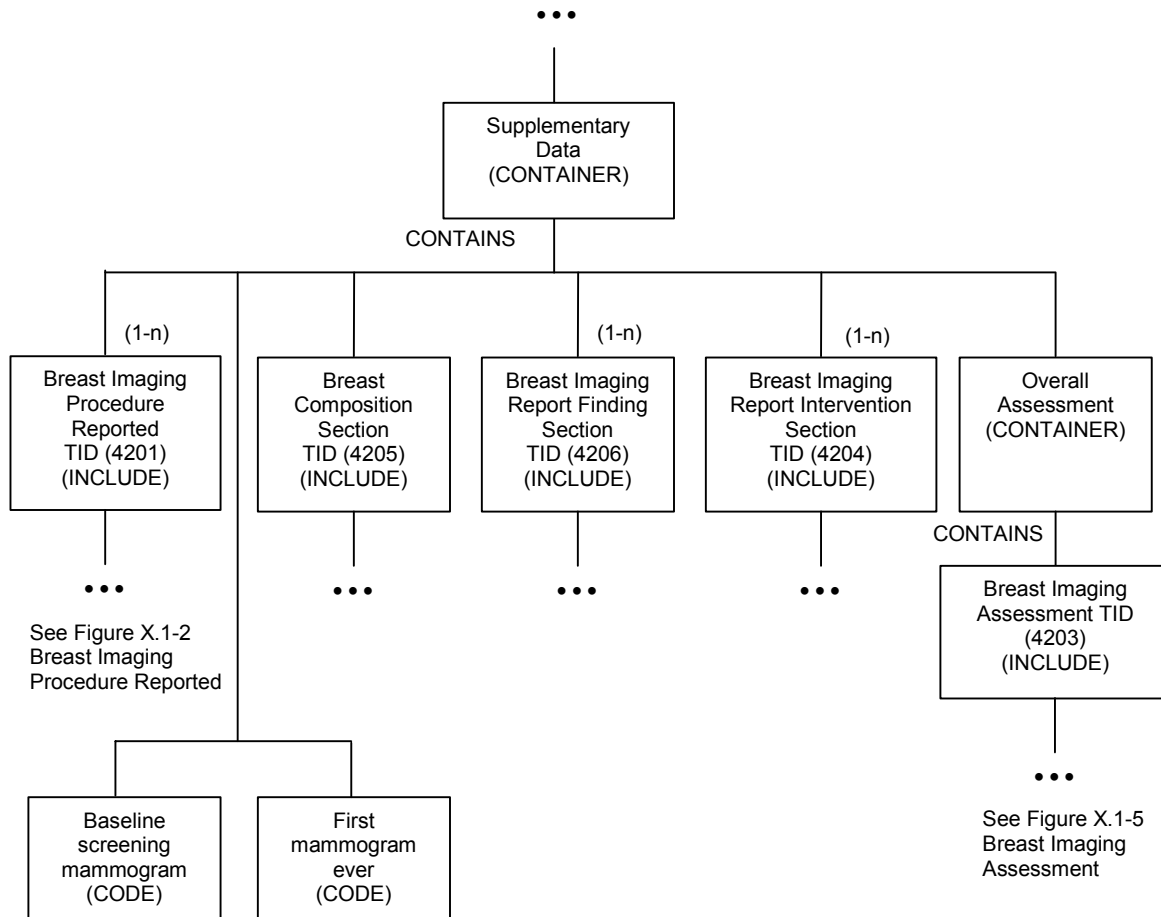 •••
Supplementary
Data
(CONTAINER)
CONTAINS
(1-n)
(1-n)
(1-n)
Breast Imaging
Procedure
Reported
TID (4201)
(INCLUDE)
Breast
Composition
Section
TID (4205)
(INCLUDE)
Breast Imaging
Report Finding
Section
TID (4206)
(INCLUDE)
Breast Imaging
Report Intervention
Section
TID (4204)
(INCLUDE)
Overall
Assessment
(CONTAINER)
CONTAINS
•••
•••
•••
•••
Breast Imaging
Assessment TID
(4203)
(INCLUDE)
See Figure X.1-2
Breast Imaging
Procedure Reported
•••
Baseline
screening
mammogram
(CODE)
First
mammogram
ever
(CODE)
See Figure X.1-5
Breast Imaging
Assessment